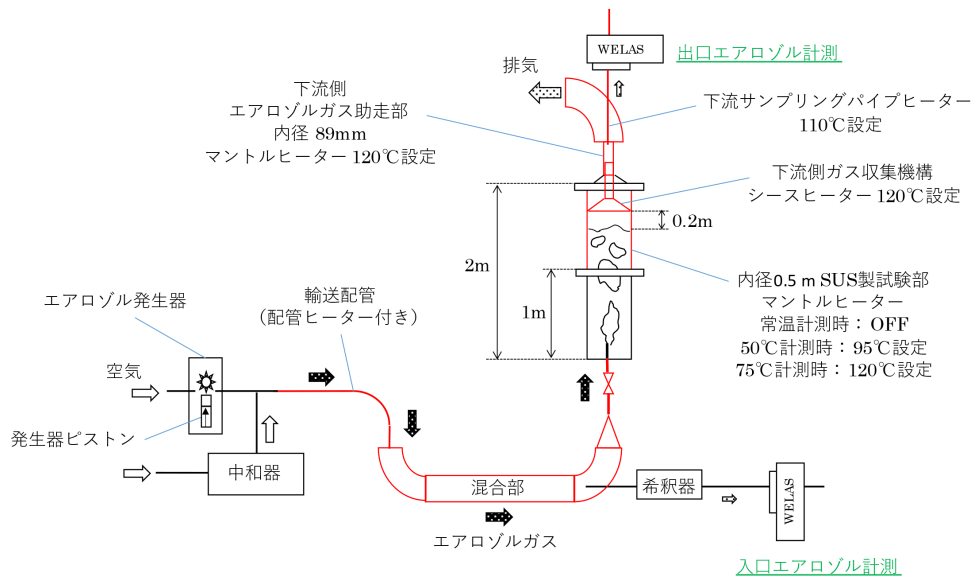 WELAS
出口エアロゾル計測
排気
下流側
エアロゾルガス助走部
内径 89mm
マントルヒーター 120℃設定
下流サンプリングパイプヒーター
110℃設定
下流側ガス収集機構
シースヒーター 120℃設定
0.2m
2m
1m
内径0.5 m SUS製試験部
マントルヒーター
常温計測時： OFF
50℃計測時： 95℃設定
75℃計測時： 120℃設定
エアロゾル発生器
輸送配管
（配管ヒーター付き）
空気
発生器ピストン
中和器
混合部
エアロゾルガス
希釈器
WELAS
入口エアロゾル計測